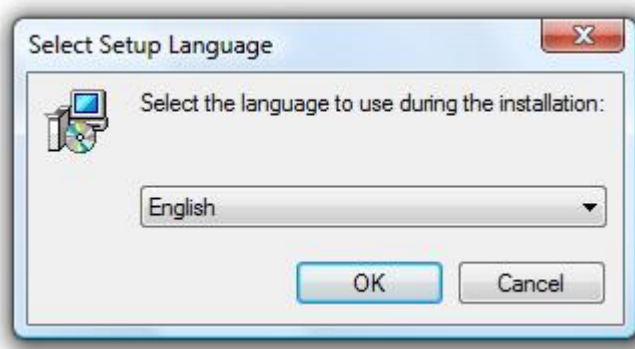 Select Setup Language
Select the language to use during the installation:
English
OK
Cancel